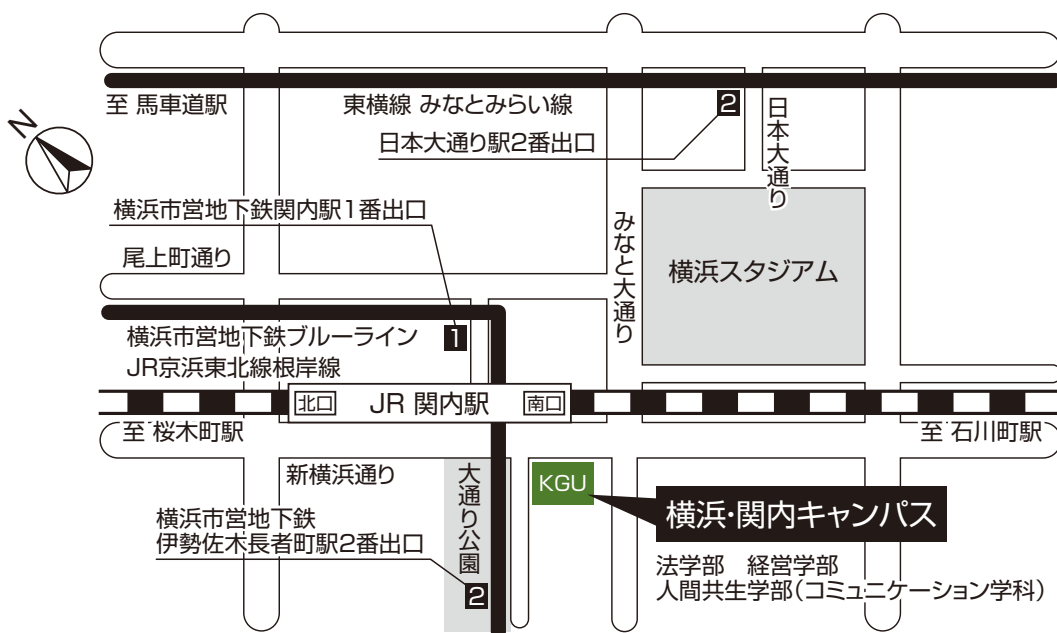 至 馬車道駅
東横線 みなとみらい線
2
日本大通り駅2番出口
日本大通り
N
横浜市営地下鉄関内駅1番出口
尾上町通り
みなと大通り
横浜スタジアム
横浜市営地下鉄ブルーライン
1
JR京浜東北線根岸線
北口
JR 関内駅
南口
至 桜木町駅
至 石川町駅
新横浜通り
大通り公園
KGU
横浜・関内キャンパス
横浜市営地下鉄
伊勢佐木長者町駅2番出口
2
法学部　経営学部
人間共生学部(コミュニケーション学科)